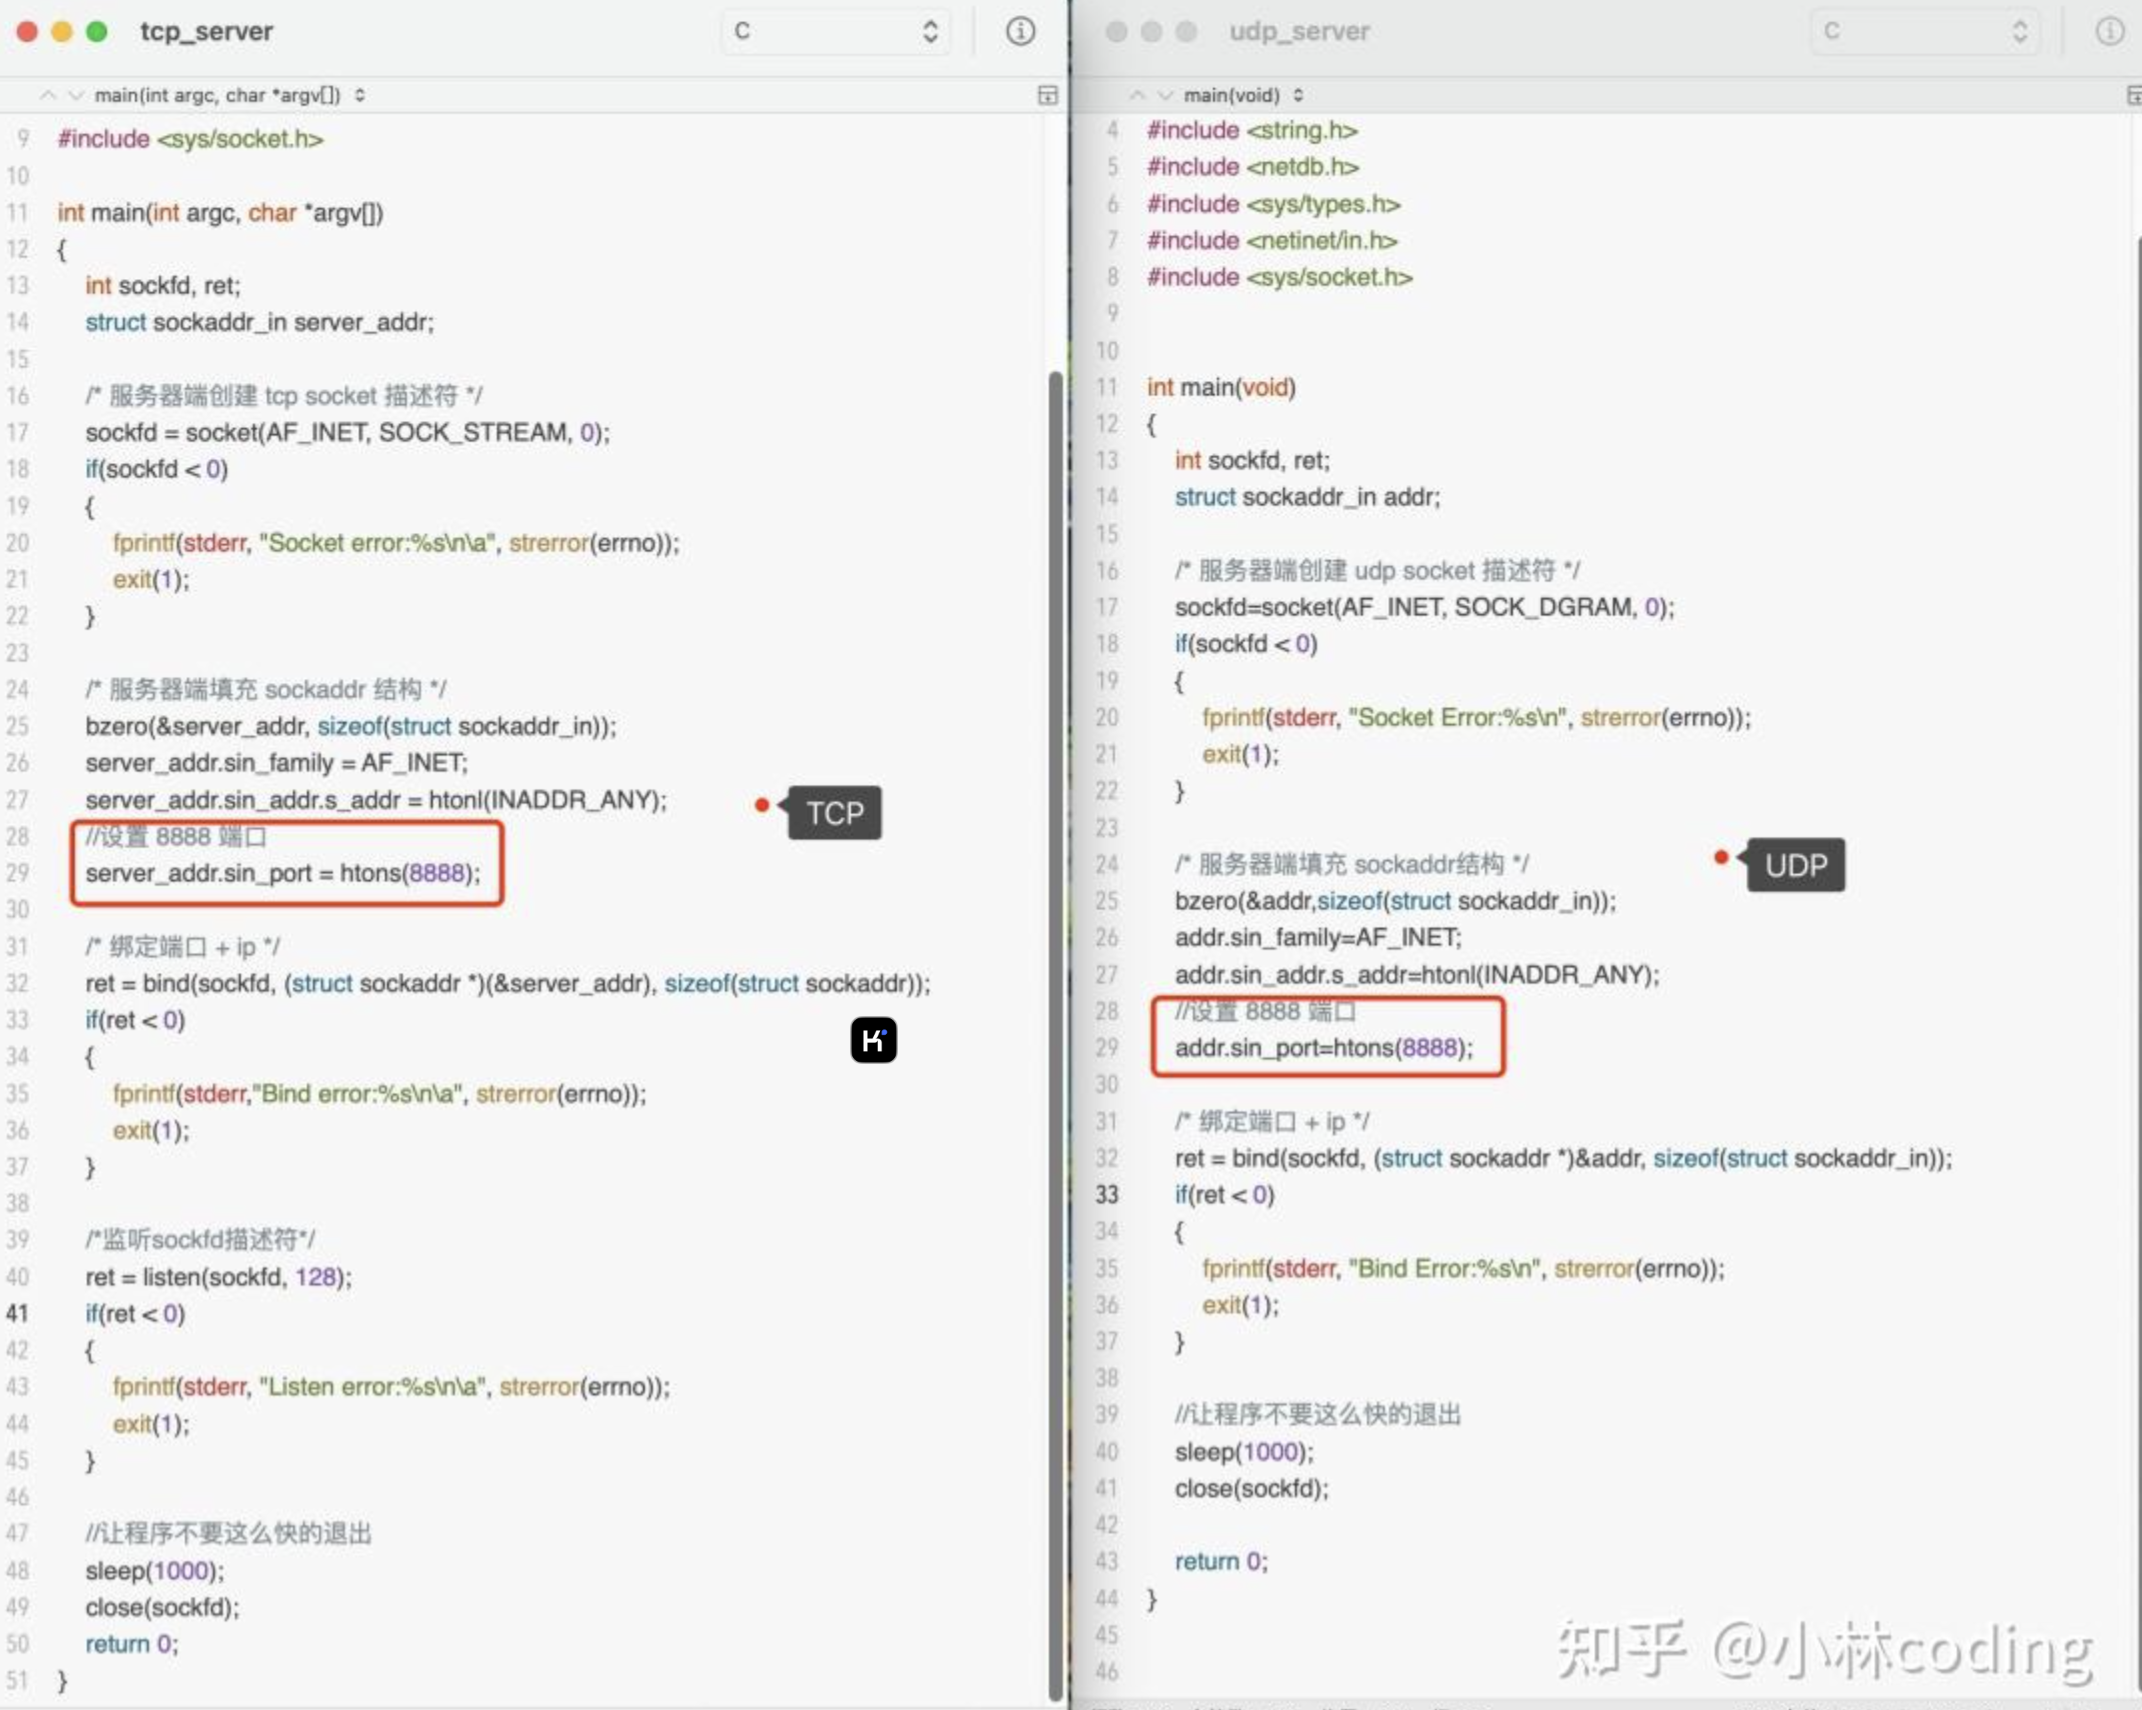 tcp_server
C
main(int argc, char *argv[])
9 #include <sys/socket.h>
10
11 int main(int argc, char *argv[])
12 {
13 int sockfd, ret;
14 struct sockaddr_in server_addr;
15
16 /* 服务器端创建 tcp socket 描述符 */
17 sockfd = socket(AF_INET, SOCK_STREAM, 0);
18 if(sockfd < 0)
19 {
20 fprintf(stderr, "Socket error:%s\n\a", strerror(errno));
21 exit(1);
22 }
23
24 /* 服务器端填充 sockaddr 结构 */
25 bzero(&server_addr, sizeof(struct sockaddr_in));
26 server_addr.sin_family = AF_INET;
27 server_addr.sin_addr.s_addr = htonl(INADDR_ANY);
TCP
28 //设置 8888 端口
29 server_addr.sin_port = htons(8888);
30
31 /* 绑定端口 + ip */
32 ret = bind(sockfd, (struct sockaddr *)(&server_addr), sizeof(struct sockaddr));
33 if(ret < 0)
34 {
35 fprintf(stderr,"Bind error:%s\n\a", strerror(errno));
36 exit(1);
37 }
38
39 /*监听sockfd描述符*/
40 ret = listen(sockfd, 128);
41 if(ret < 0)
42 {
43 fprintf(stderr, "Listen error:%s\n\a", strerror(errno));
44 exit(1);
45 }
46
47 //让程序不要这么快的退出
48 sleep(1000);
49 close(sockfd);
50 return 0;
51 }
K
udp_server
C
main(void)
4 #include <string.h>
5 #include <netdb.h>
6 #include <sys/types.h>
7 #include <netinet/in.h>
8 #include <sys/socket.h>
9
10
11 int main(void)
12 {
13 int sockfd, ret;
14 struct sockaddr_in addr;
15
16 /* 服务器端创建 udp socket 描述符 */
17 sockfd=socket(AF_INET, SOCK_DGRAM, 0);
18 if(sockfd < 0)
19 {
20 fprintf(stderr, "Socket Error:%s\n", strerror(errno));
21 exit(1);
22 }
23
24 /* 服务器端填充 sockaddr结构 */
UDP
25 bzero(&addr,sizeof(struct sockaddr_in));
26 addr.sin_family=AF_INET;
27 addr.sin_addr.s_addr=htonl(INADDR_ANY);
28 //设置 8888 端口
29 addr.sin_port=htons(8888);
30
31 /* 绑定端口 + ip */
32 ret = bind(sockfd, (struct sockaddr *)&addr, sizeof(struct sockaddr_in));
33 if(ret < 0)
34 {
35 fprintf(stderr, "Bind Error:%s\n", strerror(errno));
36 exit(1);
37 }
38
39 //让程序不要这么快的退出
40 sleep(1000);
41 close(sockfd);
42
43 return 0;
44 }
45
46
知乎 @小林coding